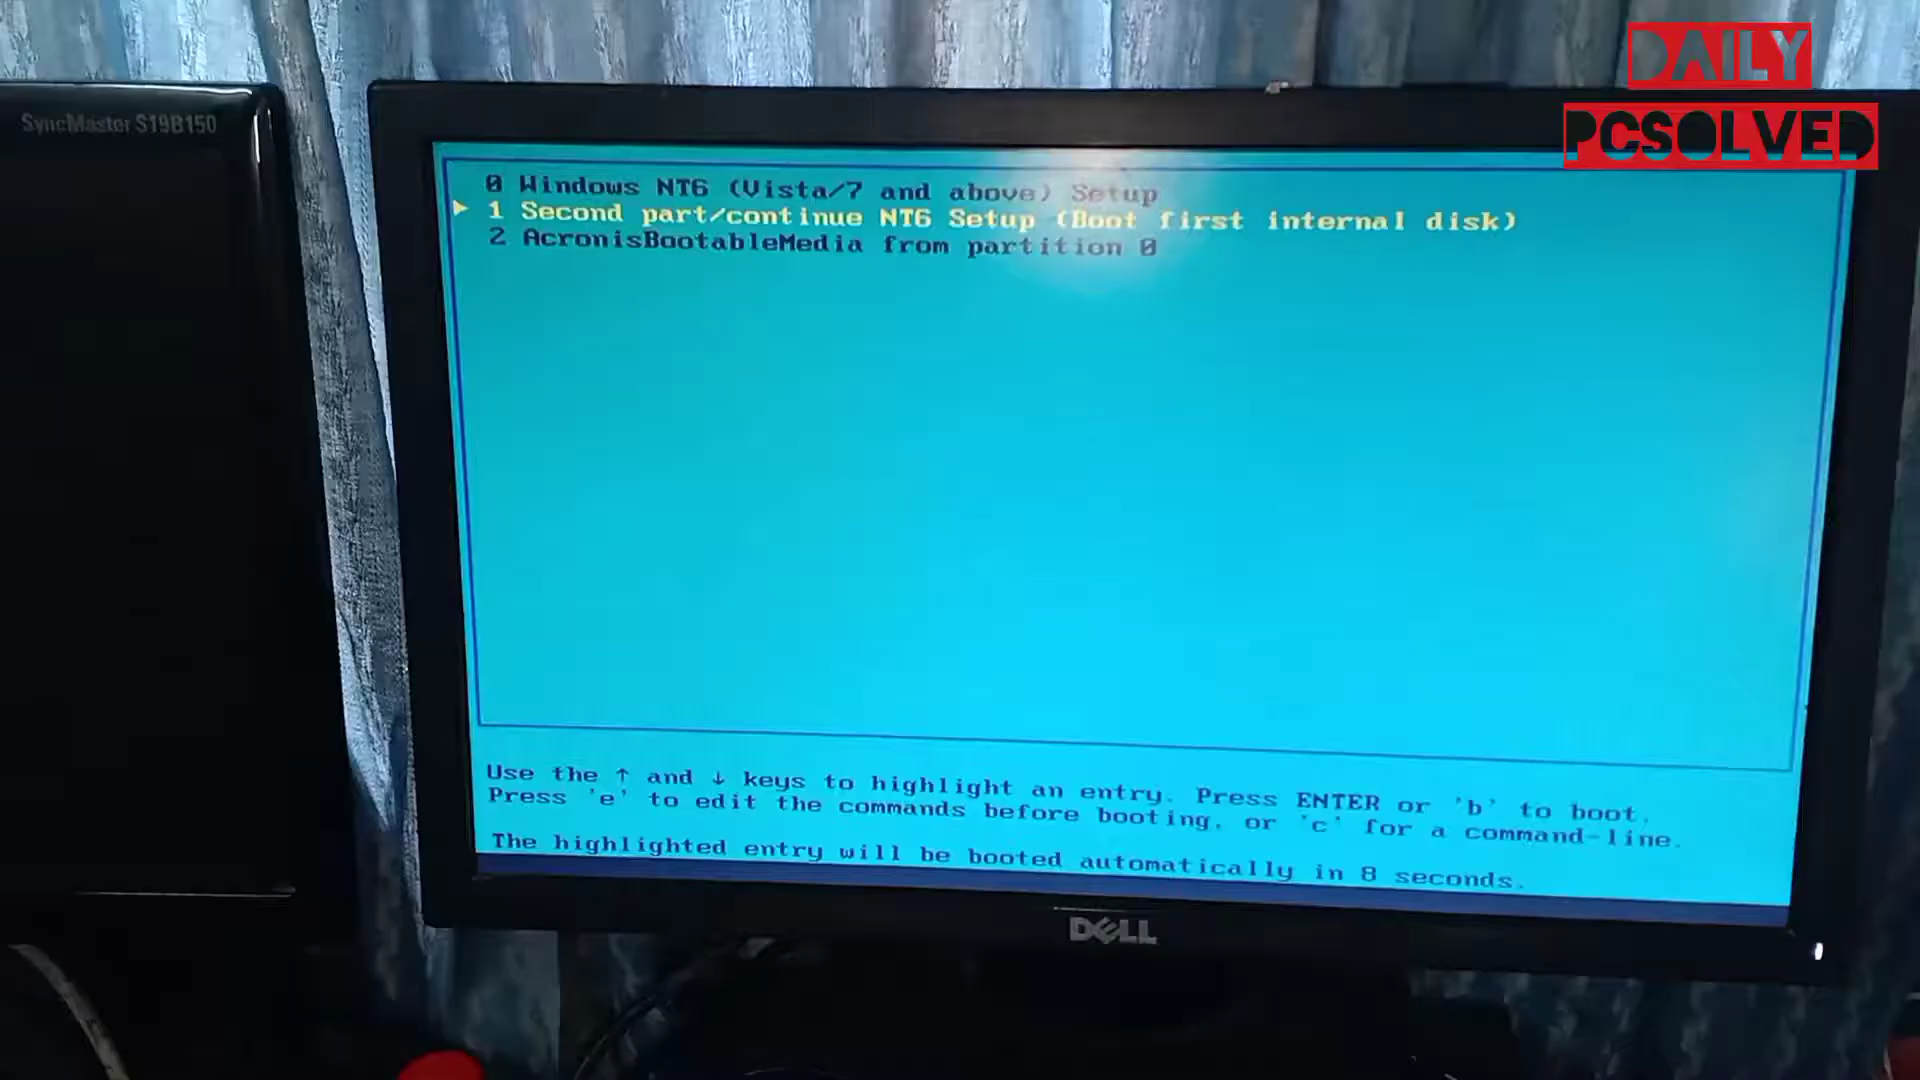 DAILY
PCSOLVED
SyncMaster S19B150
0 Windows NT6 (Vista/7 and above) Setup
1 Second part/continue NT6 Setup (Boot first internal disk)
2 AcronisBootableMedia from partition 0
Use the ↑ and ↓ keys to highlight an entry. Press ENTER or 'b' to boot.
Press 'e' to edit the commands before booting, or 'c' for a command-line.
The highlighted entry will be booted automatically in 8 seconds.
DELL